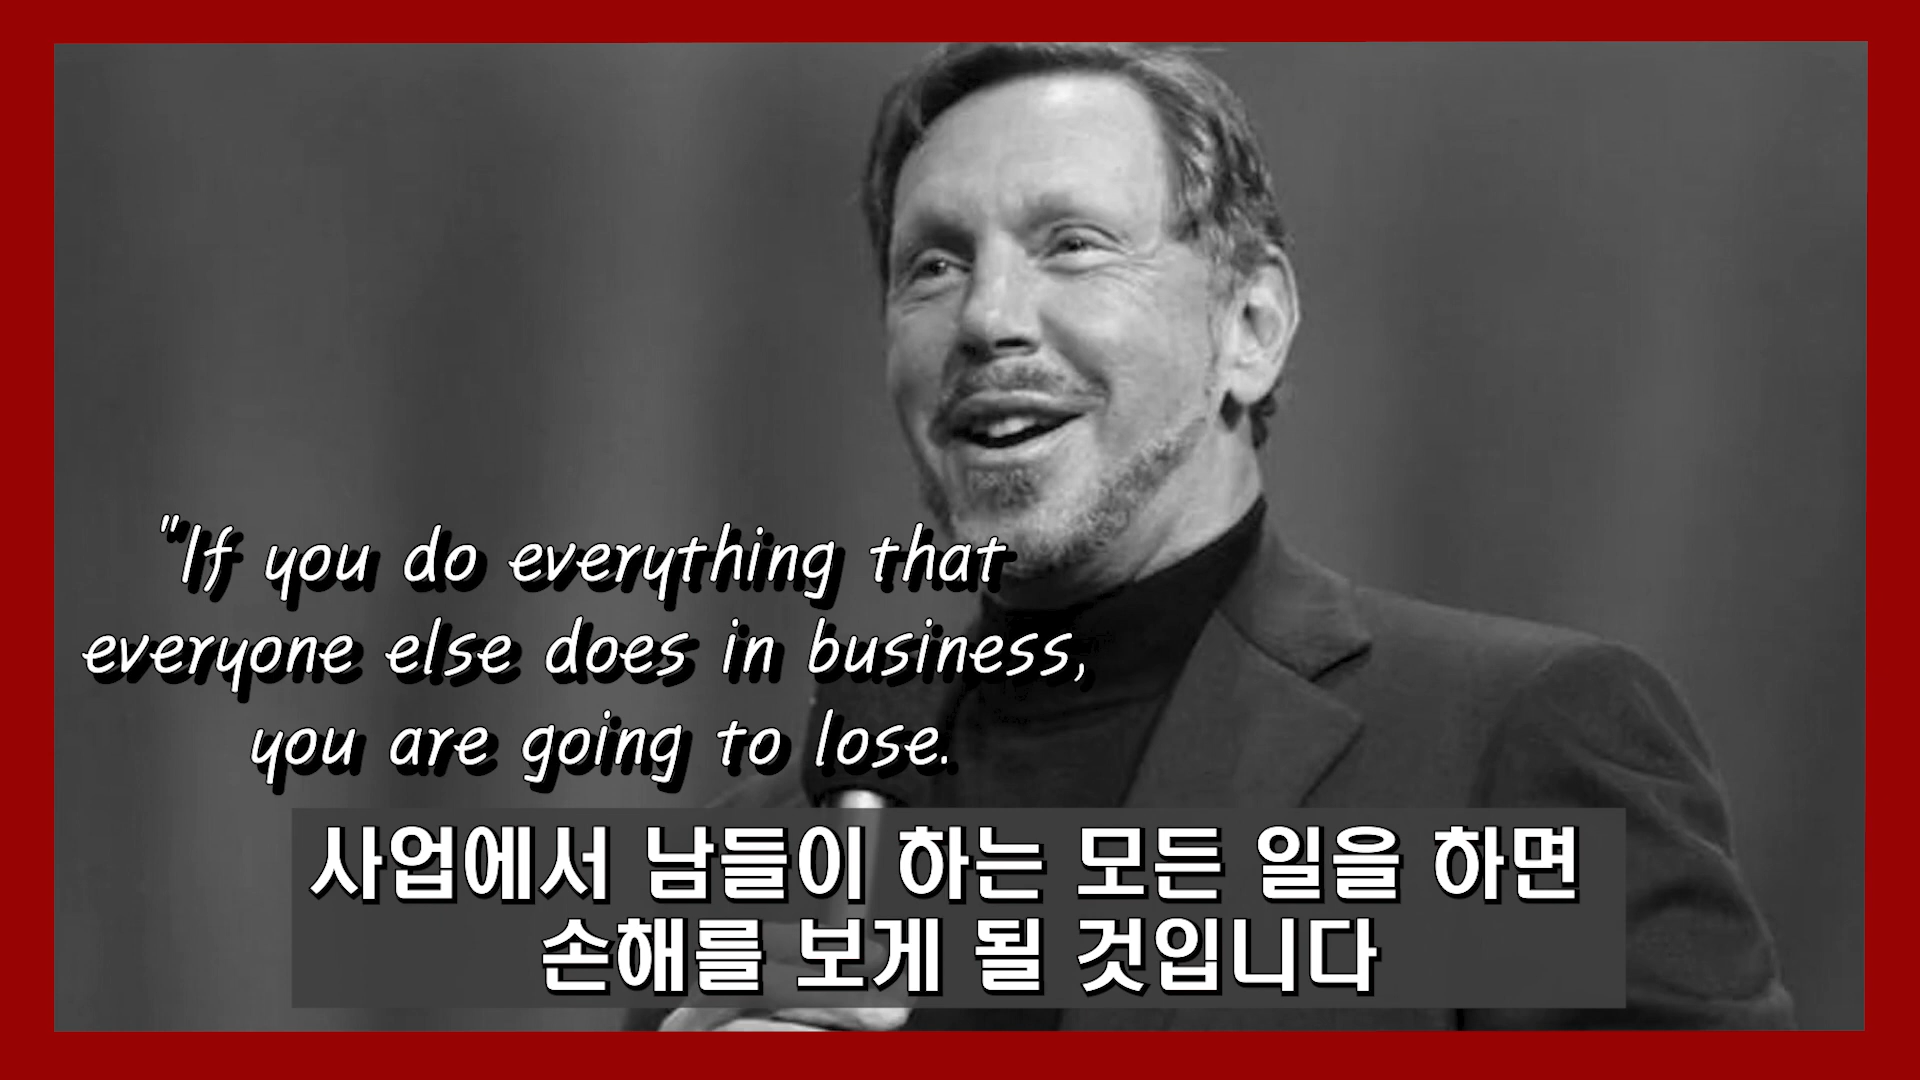 "If you do everything that
everyone else does in business,
you are going to lose.
사업에서 남들이 하는 모든 일을 하면
손해를 보게 될 것입니다